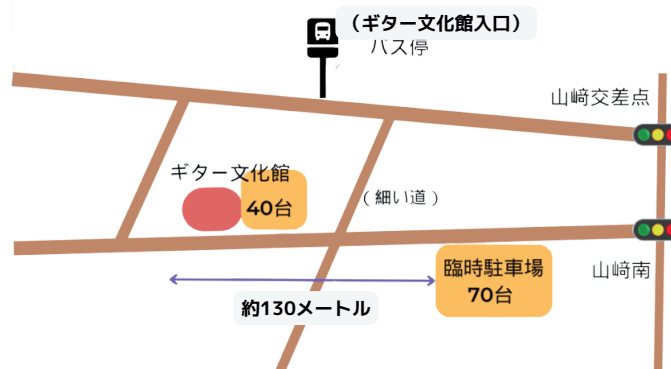 （ギター文化館入口）
バス停
山﨑交差点
ギター文化館
40台
（細い道）
臨時駐車場
70台
山﨑南
約130メートル